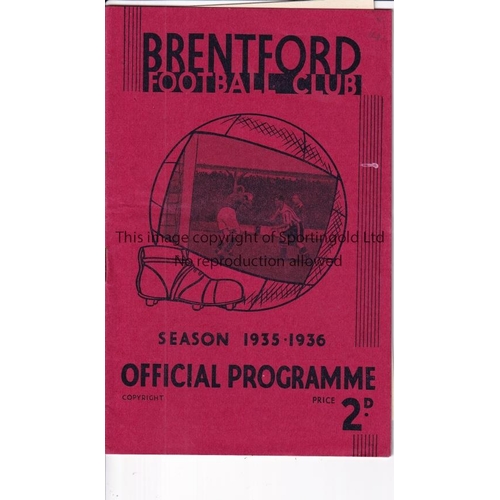 BRENTFORD
FOOTBALL CLUB
This image copyright of Sportingold Ltd
No reproduction allowed
SEASON 1935·1936
OFFICIAL PROGRAMME
COPYRIGHT
PRICE 2D.